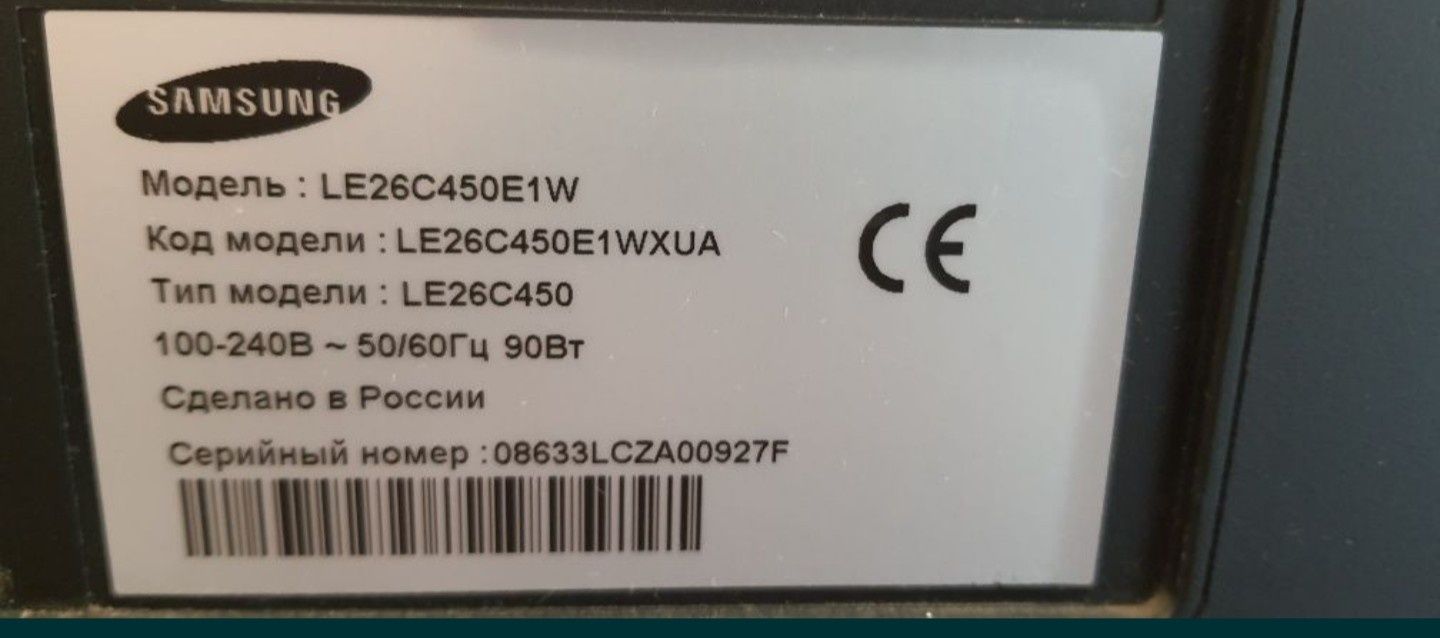 SAMSUNG
Модель : LE26C450E1W
Код модели : LE26C450E1WXUA
Тип модели : LE26C450
100-240В ~ 50/60Гц 90Вт
Сделано в России
Серийный номер :08633LCZA00927F
CE